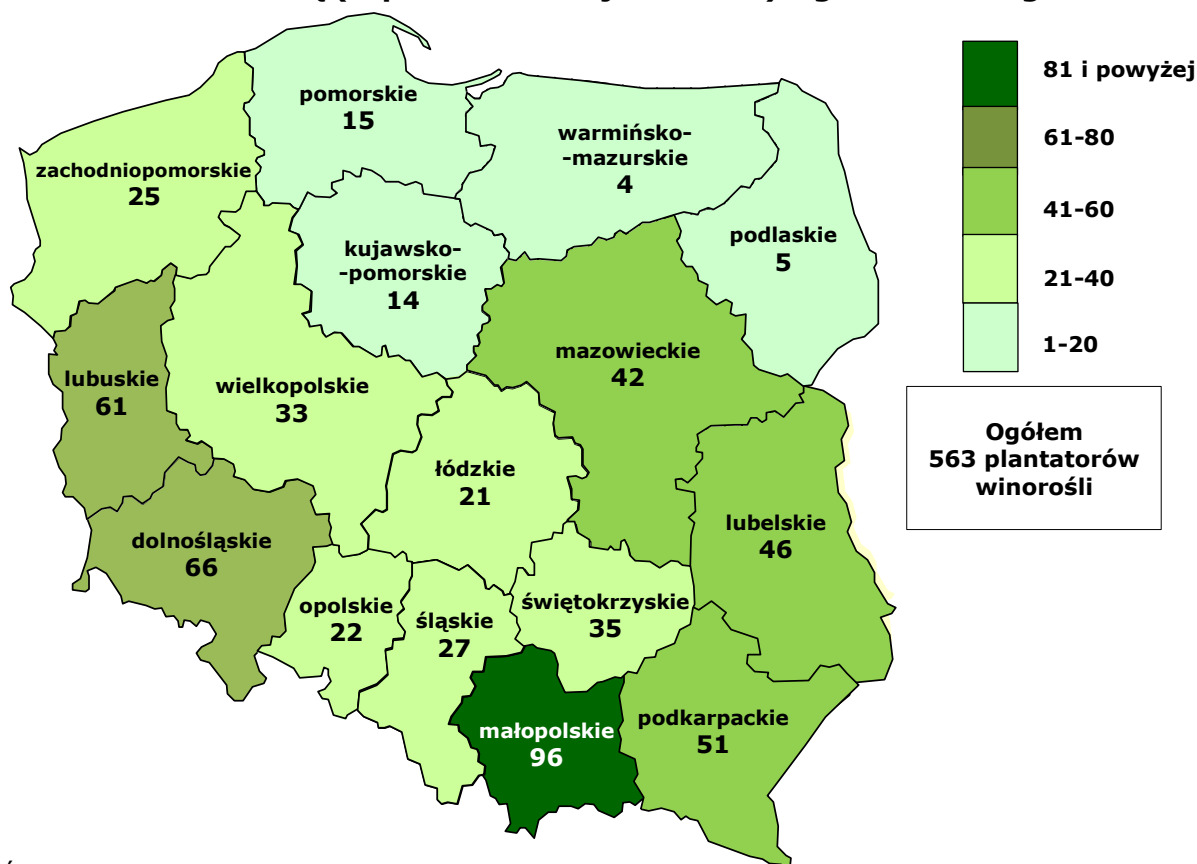 pomorskie
15
warmińsko-
-mazurskie
4
zachodniopomorskie
25
podlaskie
5
kujawsko-
-pomorskie
14
mazowieckie
42
lubuskie
61
wielkopolskie
33
łódzkie
21
lubelskie
46
dolnośląskie
66
opolskie
22
śląskie
27
świętokrzyskie
35
małopolskie
96
podkarpackie
51
81 i powyżej
61-80
41-60
21-40
1-20
Ogółem
563 plantatorów
winorośli